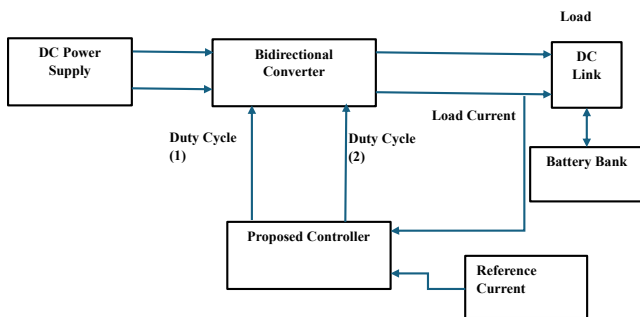 Load
DC Power
Supply
Bidirectional
Converter
DC
Link
Load Current
Duty Cycle
(1)
Duty Cycle
(2)
Battery Bank
Proposed Controller
Reference
Current